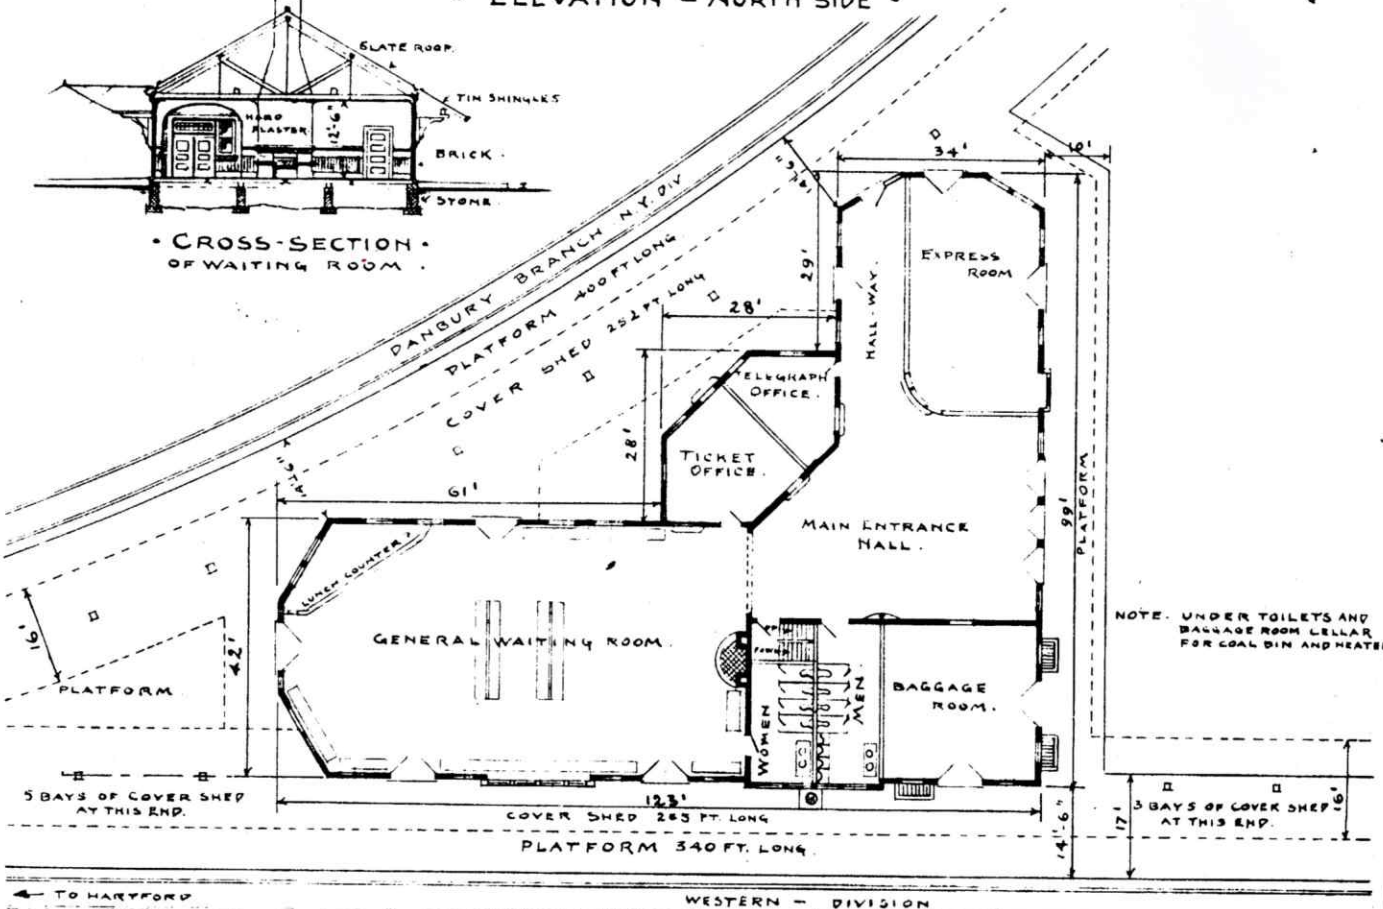 ELEVATION - NORTH SIDE
SLATE ROOF.
TIN SHINGLES
HARD
PLASTER
12'-6"
BRICK.
STONE.
• CROSS-SECTION •
OF WAITING ROOM.
DANBURY BRANCH N.Y. DIV
PLATFORM 400 FT LONG
COVER SHED 252 FT LONG
14'-6"
34'
10'
29'
28'
HALL-WAY.
EXPRESS
ROOM
TELEGRAPH
OFFICE.
28'
TICKET
OFFICE.
14'-6"
61'
MAIN ENTRANCE
HALL.
PLATFORM
99'
LUNCH COUNTER
GENERAL WAITING ROOM.
16'
42'
PLATFORM
WOMEN
MEN
BAGGAGE
ROOM.
NOTE. UNDER TOILETS AND
BAGGAGE ROOM CELLAR
FOR COAL BIN AND HEATE
5 BAYS OF COVER SHED
AT THIS END.
123'
COVER SHED 265 FT. LONG
PLATFORM 340 FT. LONG.
14'-6"
17'
3 BAYS OF COVER SHED
AT THIS END.
16'
TO HARTFORD
WESTERN - DIVISION